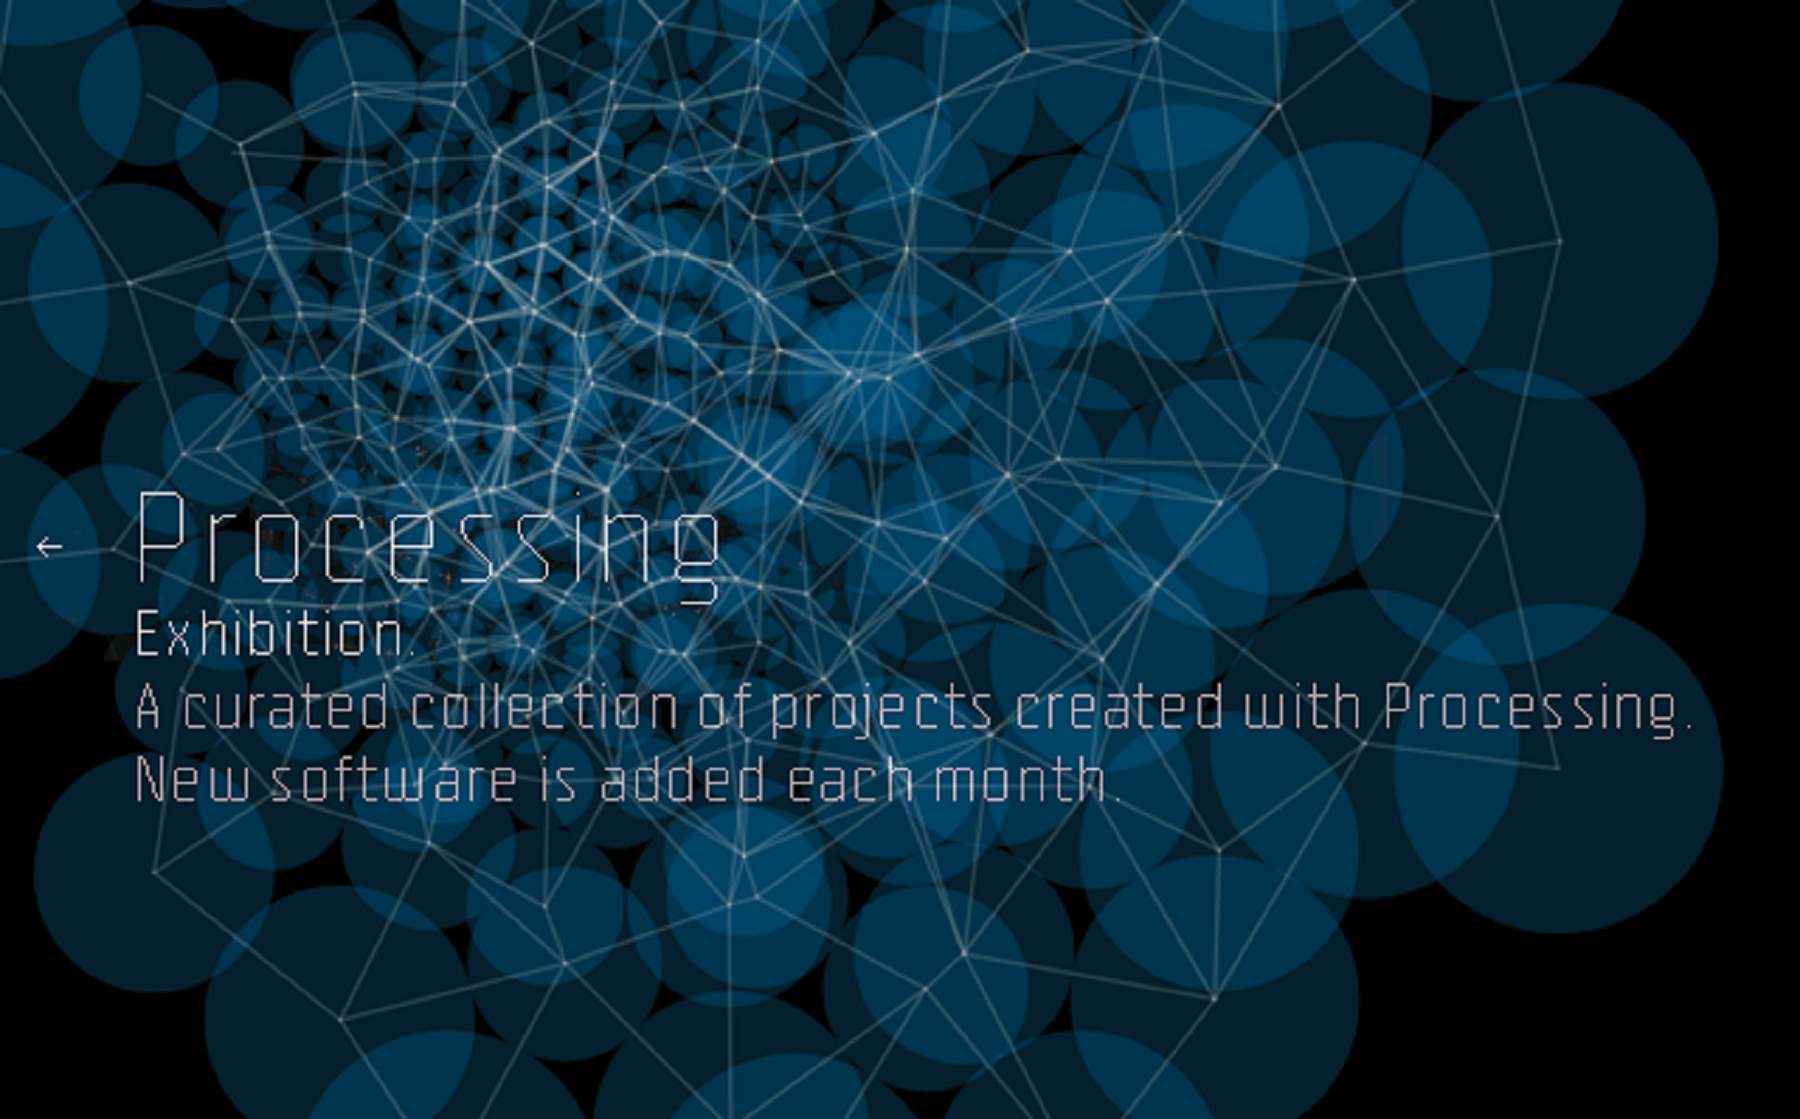 ← Processing
Exhibition.
A curated collection of projects created with Processing.
New software is added each month.